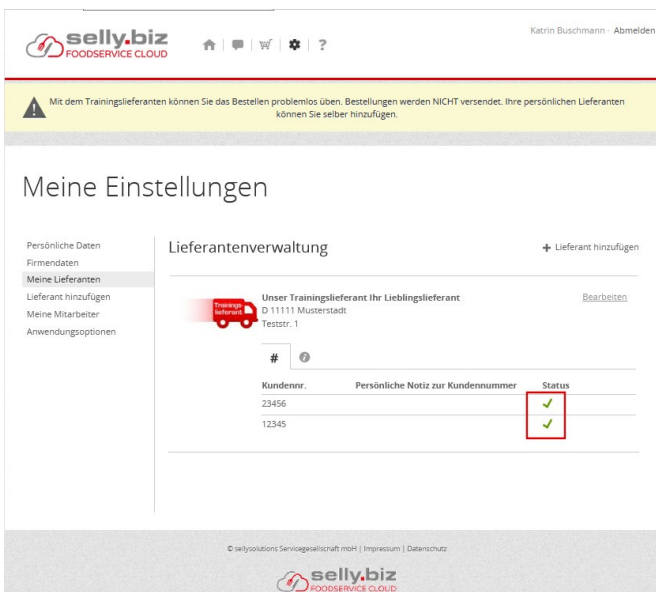 selly.biz
FOODSERVICE CLOUD
Katrin Buschmann · Abmelden
Mit dem Trainingslieferanten können Sie das Bestellen problemlos üben. Bestellungen werden NICHT versendet. Ihre persönlichen Lieferanten
können Sie selber hinzufügen.
Meine Einstellungen
Persönliche Daten
Firmendaten
Meine Lieferanten
Lieferant hinzufügen
Meine Mitarbeiter
Anwendungsoptionen
Lieferantenverwaltung
+ Lieferant hinzufügen
Trainings-
lieferant
Unser Trainingslieferant Ihr Lieblingslieferant
D 11111 Musterstadt
Teststr. 1
Bearbeiten
#
Kundennr. Persönliche Notiz zur Kundennummer Status
23456
12345
© sellysolutions Servicegesellschaft mbH | Impressum | Datenschutz
selly.biz
FOODSERVICE CLOUD